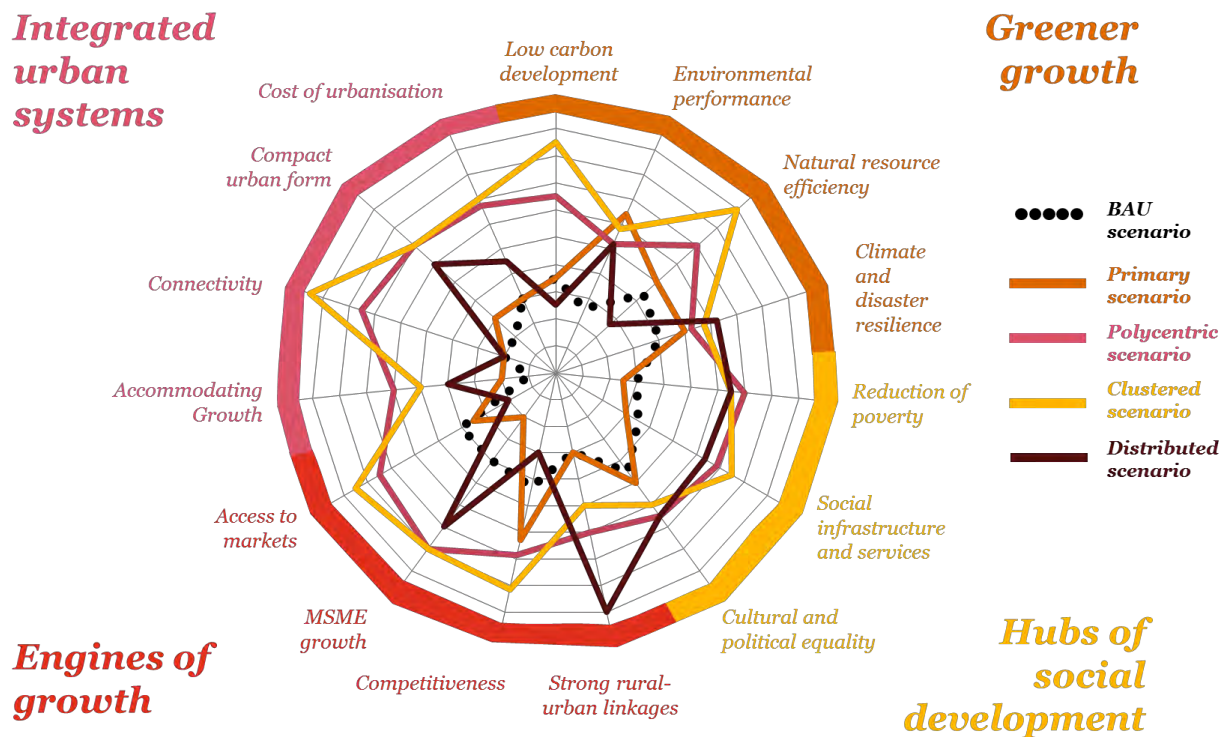 Integrated
urban
systems
Greener
growth
Low carbon
development
Environmental
performance
Cost of urbanisation
Natural resource
efficiency
Compact
urban form
BAU
scenario
Climate
and
disaster
resilience
Connectivity
Primary
scenario
Polycentric
scenario
Accommodating
Growth
Reduction of
poverty
Clustered
scenario
Distributed
scenario
Access to
markets
Social
infrastructure
and services
MSME
growth
Cultural and
political equality
Competitiveness
Strong rural-
urban linkages
Engines of
growth
Hubs of
social
development